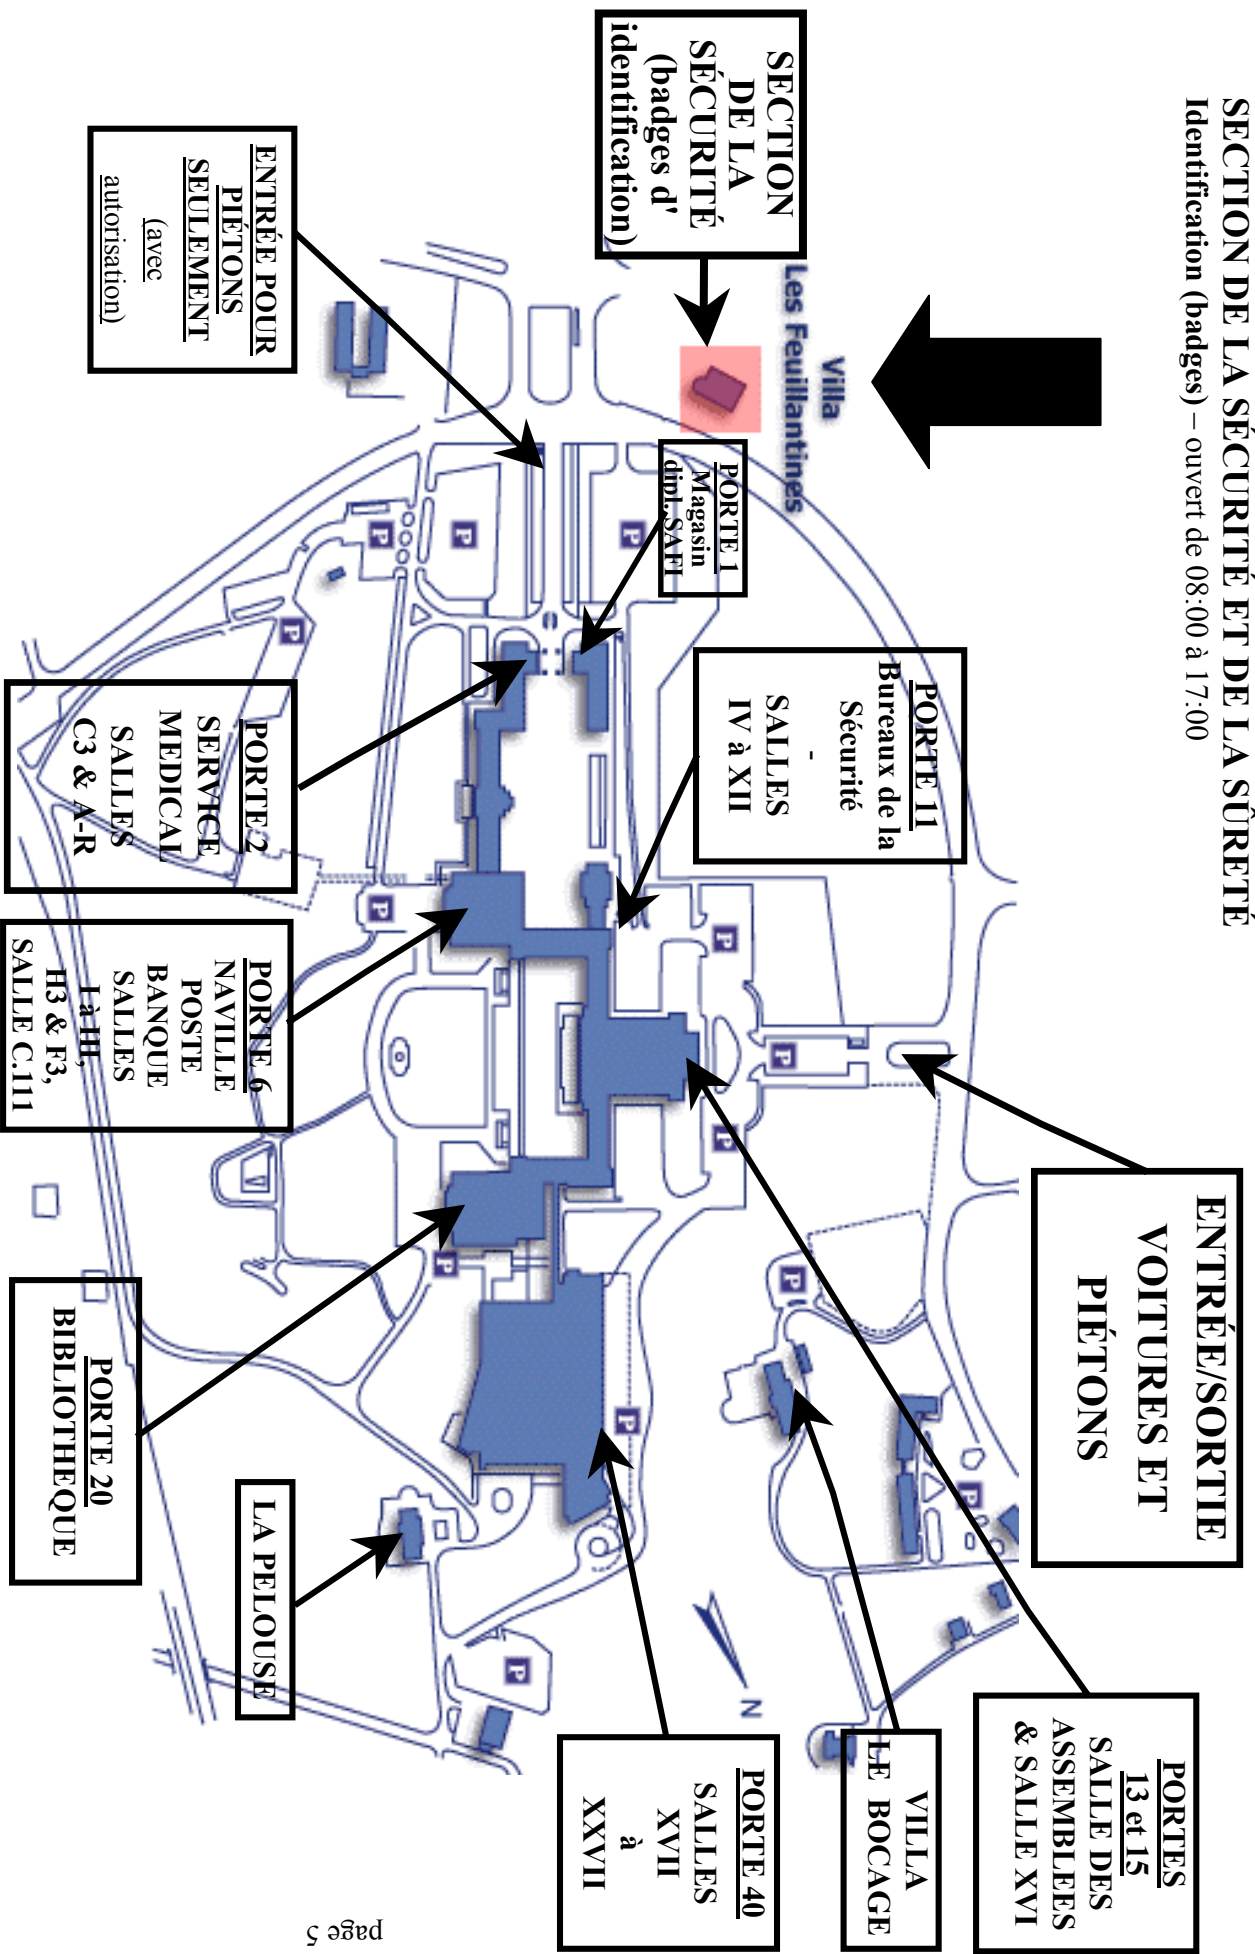 SECTION DE LA SÉCURITÉ ET DE LA SÛRETÉ
Identification (badges) – ouvert de 08:00 à 17:00
SECTION
DE LA
SÉCURITÉ
(badges d'
identification)
Villa
Les Feuillantines
ENTRÉE POUR
PIÉTONS
SEULEMENT
(avec
autorisation)
PORTE 1
Magasin
dipl.,SAFI
PORTE 11
Bureaux de la
Sécurité
-
SALLES
IV à XII
ENTRÉE/SORTIE
VOITURES ET
PIÉTONS
PORTES
13 et 15
SALLE DES
ASSEMBLEES
& SALLE XVI
VILLA
LE BOCAGE
PORTE 40
SALLES
XVII
à
XXVII
PORTE 2
SERVICE
MEDICAL
SALLES
C3 & A-R
PORTE 6
NAVILLE
POSTE
BANQUE
SALLES
I à III,
H3 & F3,
SALLE C.111
PORTE 20
BIBLIOTHEQUE
LA PELOUSE
P
P
P
P
P
P
P
P
P
P
P
P
P
N
page 5